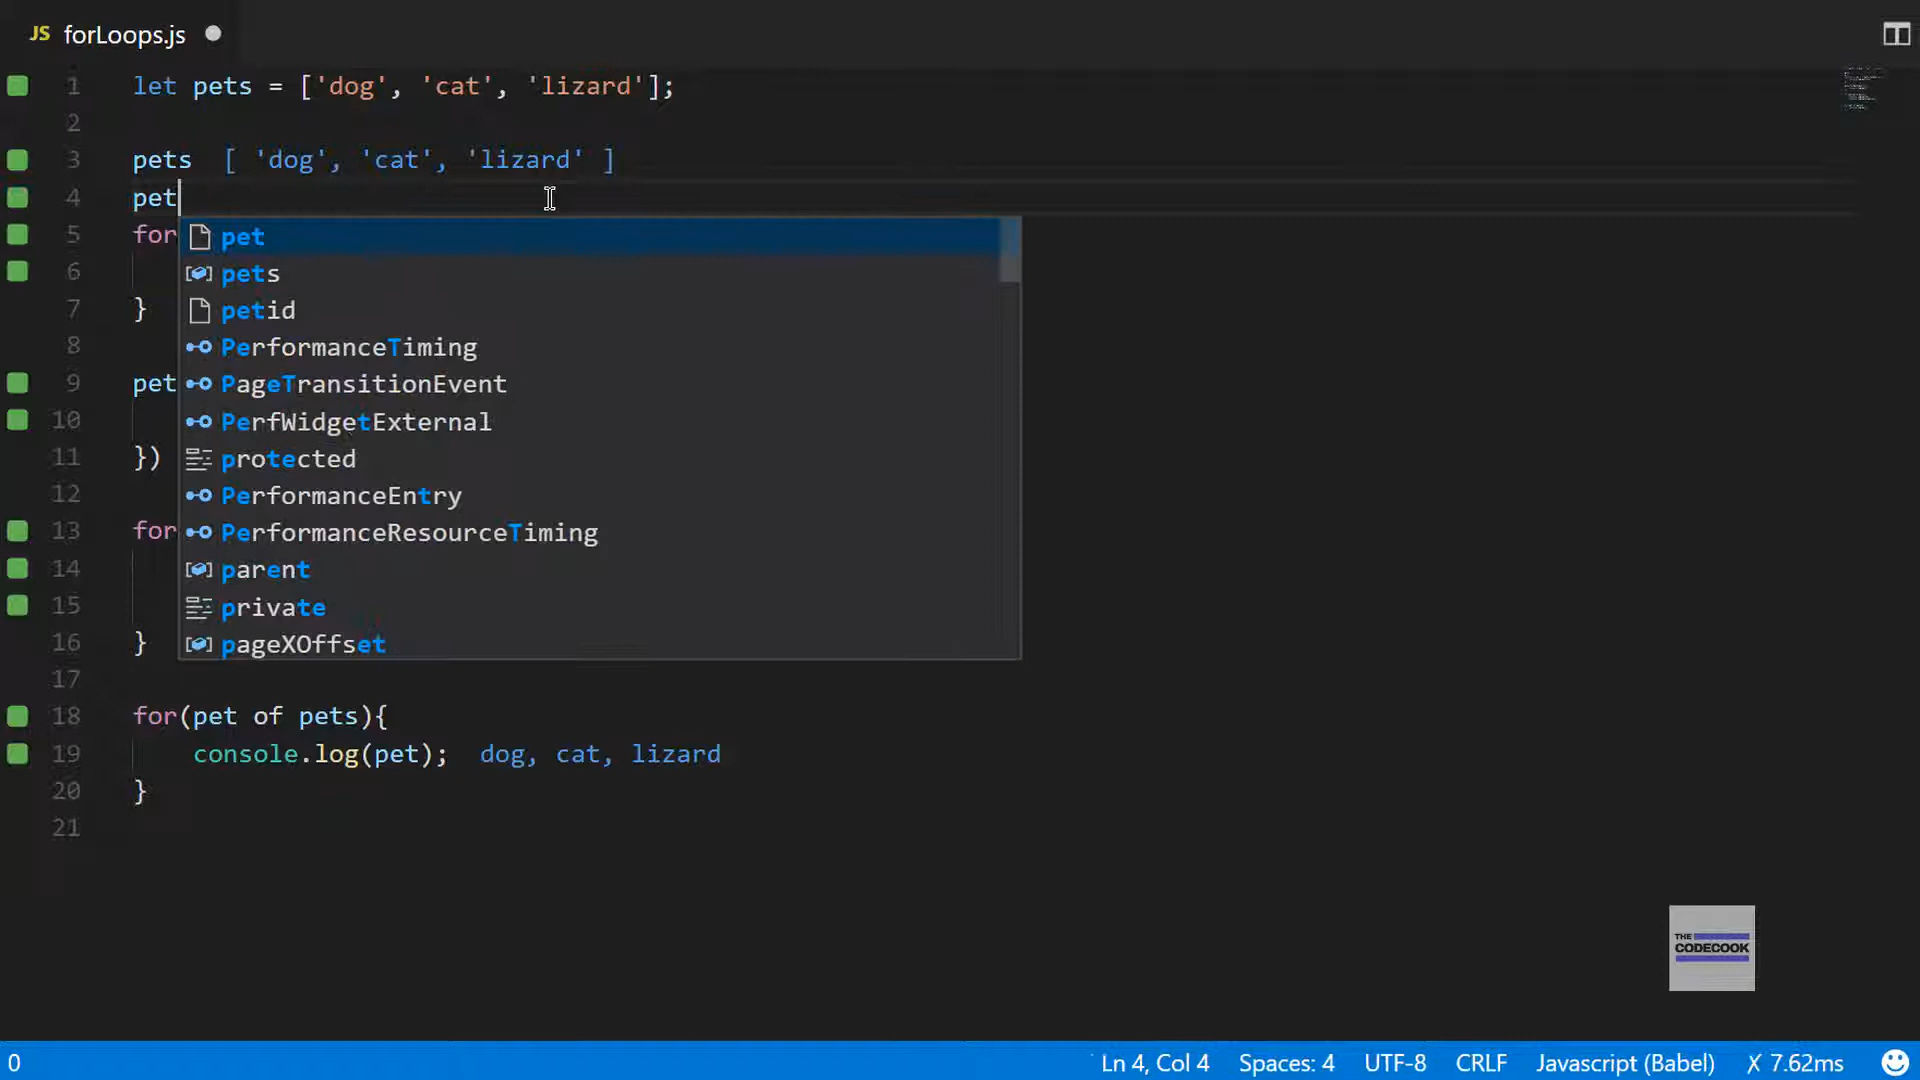 JS forLoops.js
1 let pets = ['dog', 'cat', 'lizard'];
2
3 pets [ 'dog', 'cat', 'lizard' ]
4 pet
5 for
pet
6
pets
7 }
petid
8
PerformanceTiming
9 pet
PageTransitionEvent
10
PerfWidgetExternal
11 })
protected
12
PerformanceEntry
13 for
PerformanceResourceTiming
14
parent
15
private
16 }
pageXOffset
17
18 for(pet of pets){
19 console.log(pet); dog, cat, lizard
20 }
21
THE
CODECOOK
0 Ln 4, Col 4 Spaces: 4 UTF-8 CRLF Javascript (Babel) X 7.62ms